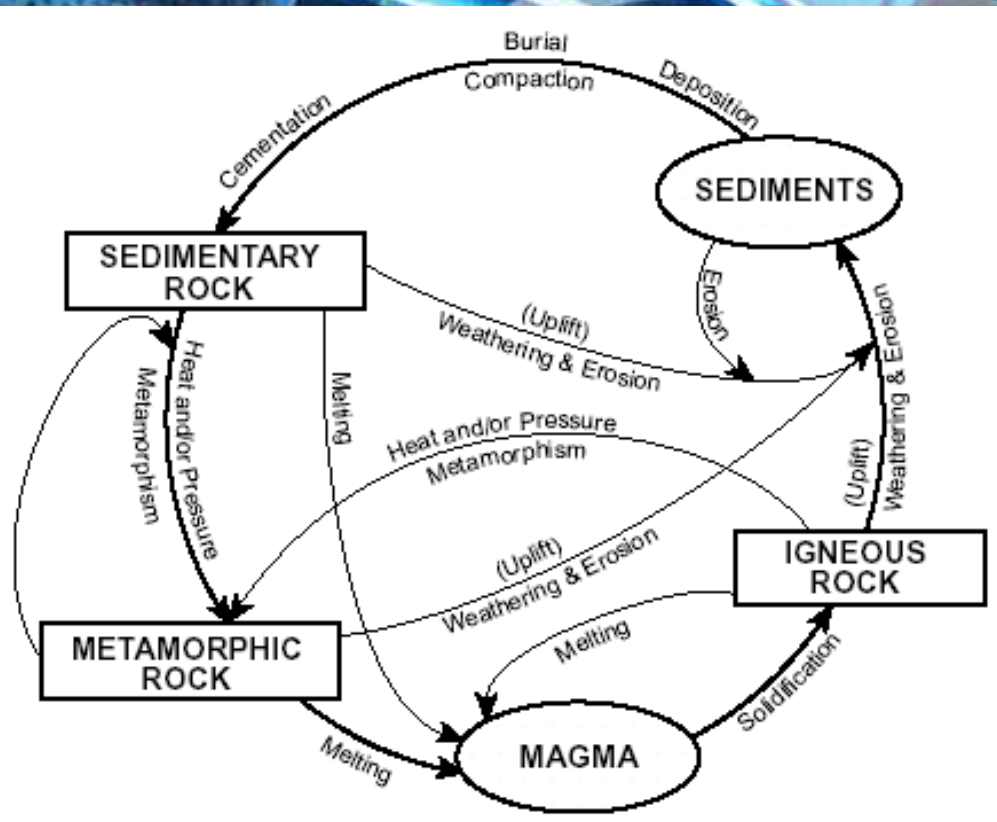 Burial
Compaction
Deposition
Cementation
SEDIMENTS
SEDIMENTARY
ROCK
Erosion
(Uplift)
Weathering & Erosion
(Uplift)
Weathering & Erosion
Heat and/or Pressure
Metamorphism
Melting
Heat and/or Pressure
Metamorphism
(Uplift)
Weathering & Erosion
IGNEOUS
ROCK
METAMORPHIC
ROCK
Melting
Solidification
Melting
MAGMA